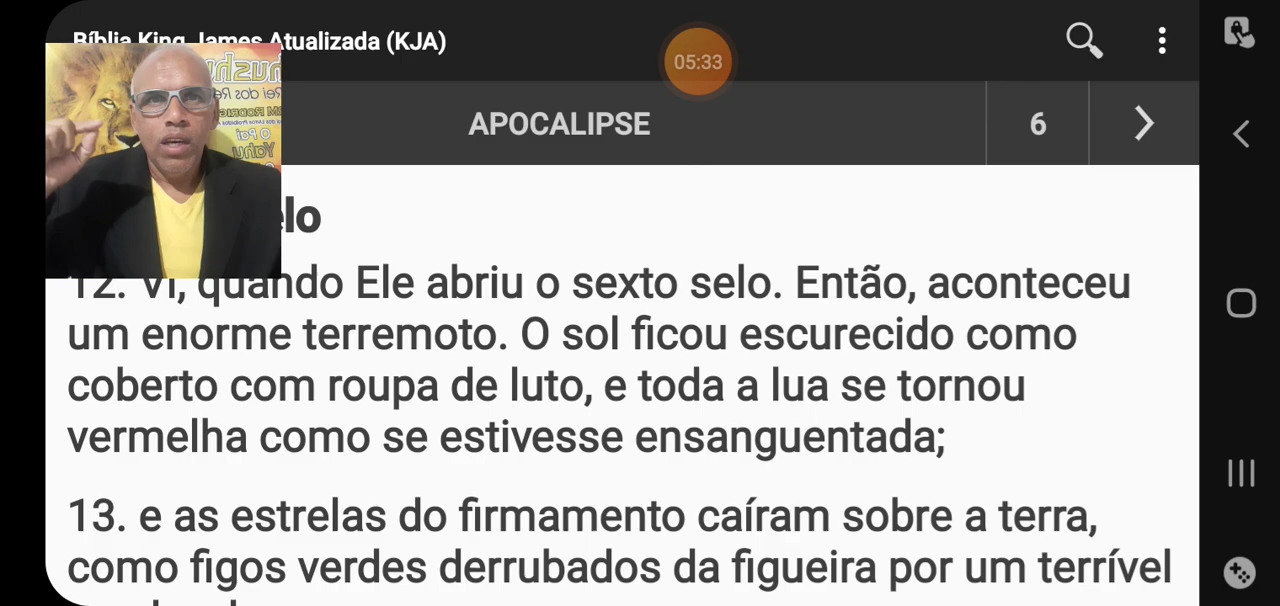 Bíblia King James Atualizada (KJA)
05:33
APOCALIPSE
6
12. Vi, quando Ele abriu o sexto selo. Então, aconteceu
um enorme terremoto. O sol ficou escurecido como
coberto com roupa de luto, e toda a lua se tornou
vermelha como se estivesse ensanguentada;
13. e as estrelas do firmamento caíram sobre a terra,
como figos verdes derrubados da figueira por um terrível